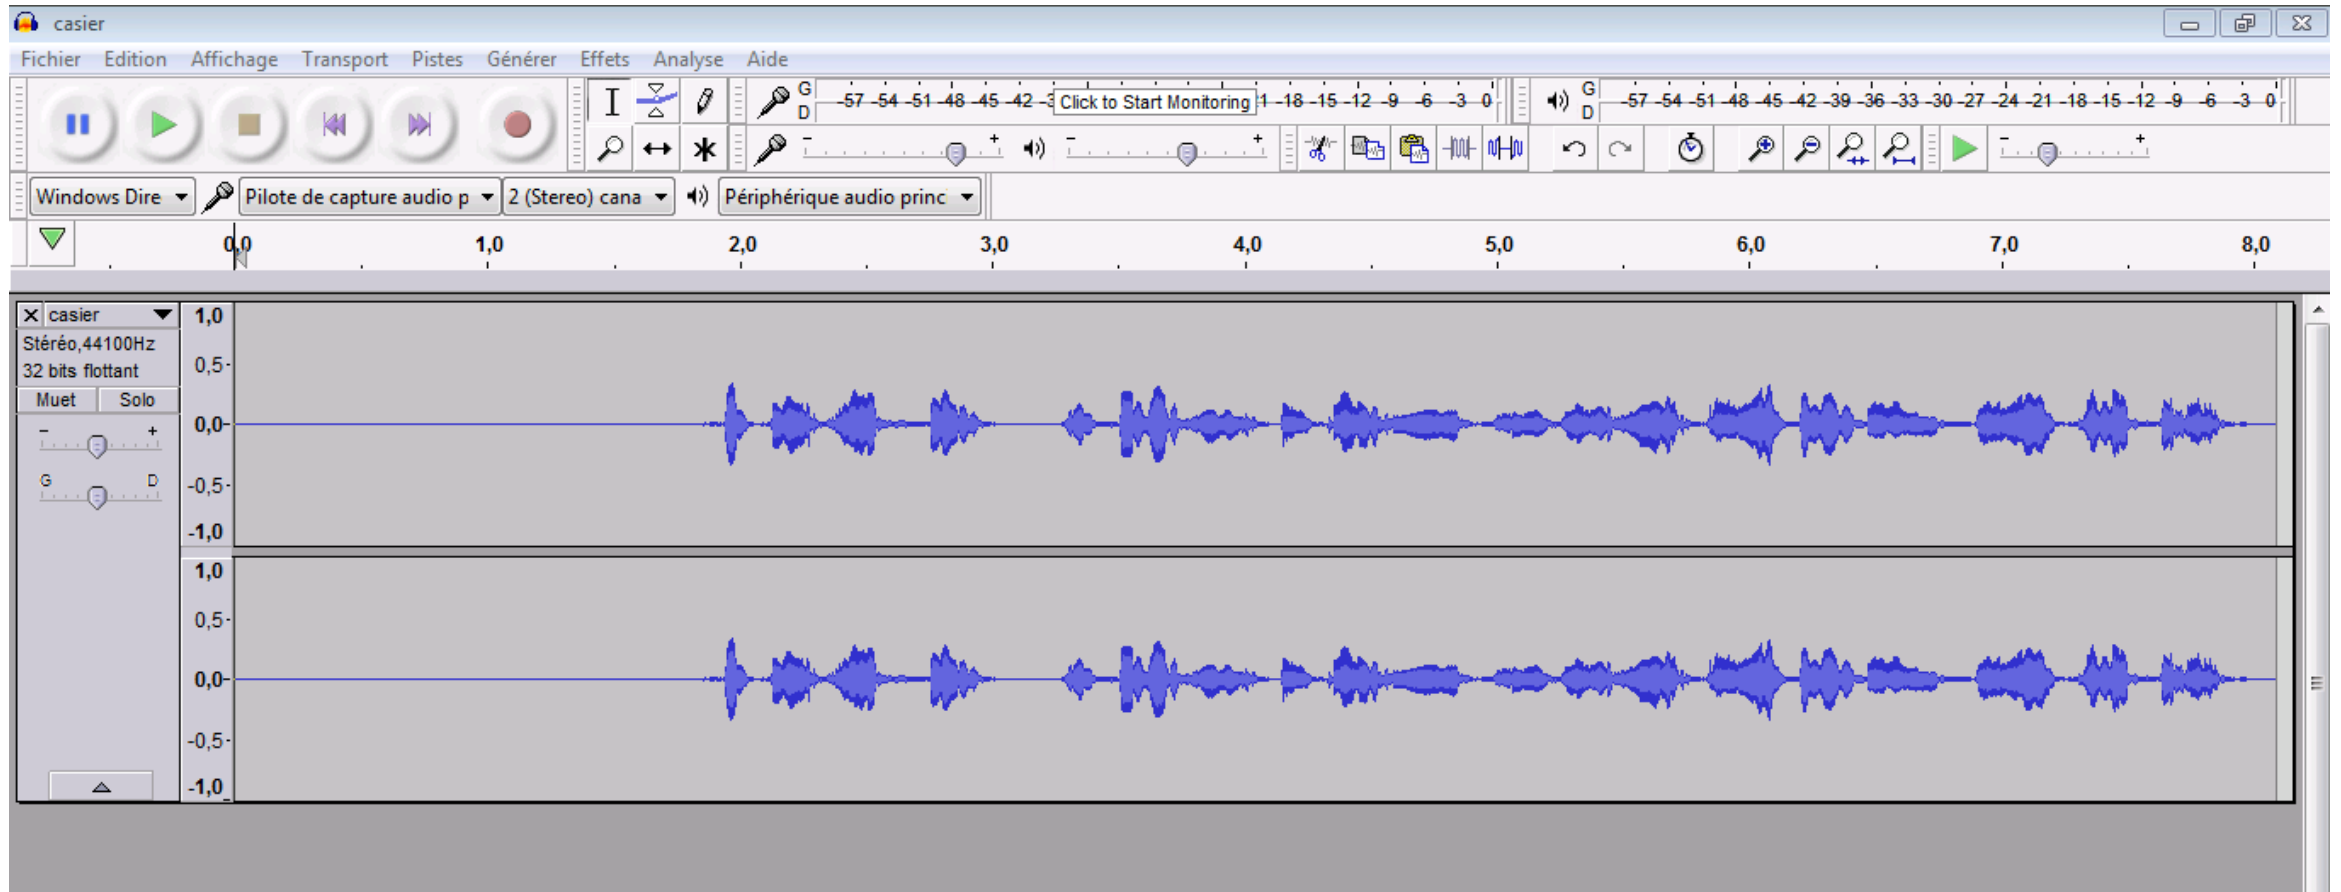 casier
Fichier Edition Affichage Transport Pistes Générer Effets Analyse Aide
G
D
-57 -54 -51 -48 -45 -42 -3 Click to Start Monitoring 1 -18 -15 -12 -9 -6 -3 0
G
D
-57 -54 -51 -48 -45 -42 -39 -36 -33 -30 -27 -24 -21 -18 -15 -12 -9 -6 -3 0
- + - + - +
Windows Dire Pilote de capture audio p 2 (Stereo) cana Périphérique audio princ
0,0 1,0 2,0 3,0 4,0 5,0 6,0 7,0 8,0
casier
Stéréo,44100Hz
32 bits flottant
Muet Solo
- +
G D
1,0
0,5-
0,0-
-0,5-
-1,0
1,0
0,5-
0,0-
-0,5-
-1,0